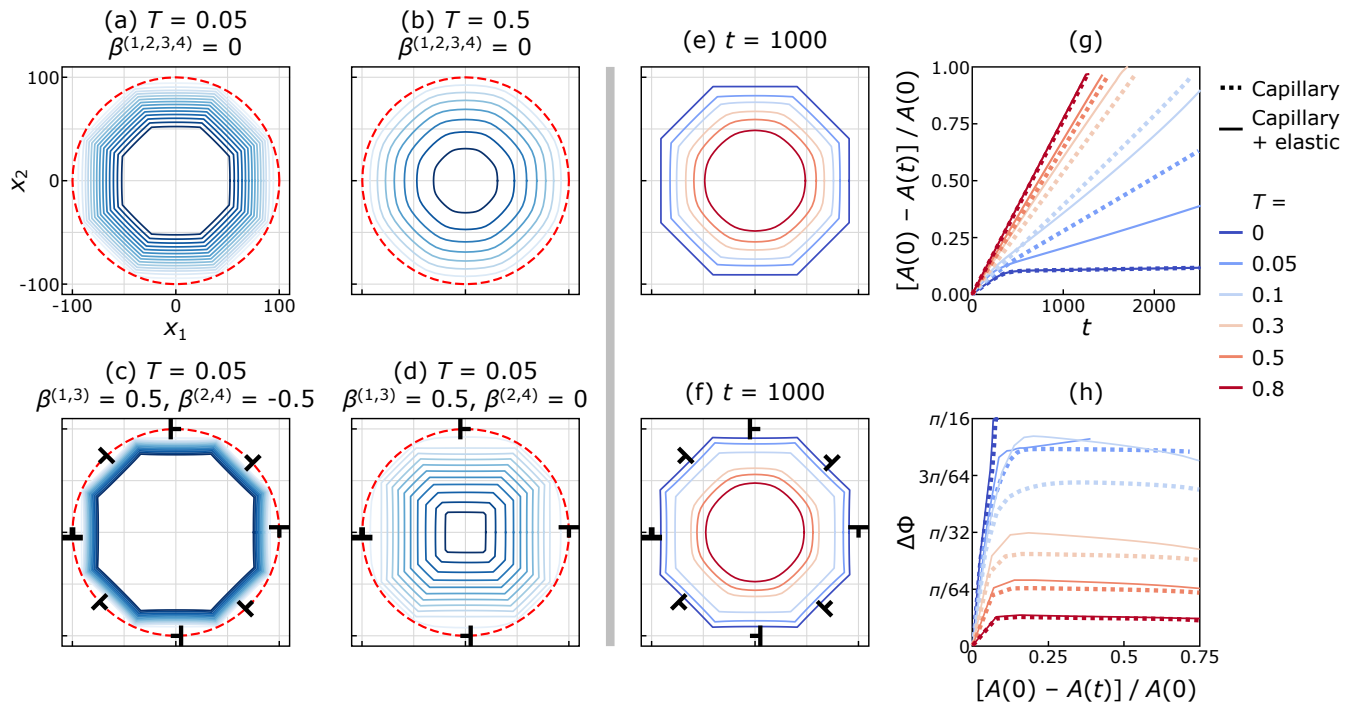 (a) T = 0.05
β(1,2,3,4) = 0
(b) T = 0.5
β(1,2,3,4) = 0
(e) t = 1000
(g)
100
0
-100
x2
-100
0
100
x1
1.00
0.75
0.50
0.25
0.00
[A(0) – A(t)] / A(0)
0
1000
2000
t
Capillary
Capillary
+ elastic
T =
0
0.05
0.1
0.3
0.5
0.8
(c) T = 0.05
β(1,3) = 0.5, β(2,4) = -0.5
(d) T = 0.05
β(1,3) = 0.5, β(2,4) = 0
(f) t = 1000
(h)
π/16
3π/64
π/32
π/64
0
ΔΦ
0
0.25
0.5
0.75
[A(0) – A(t)] / A(0)